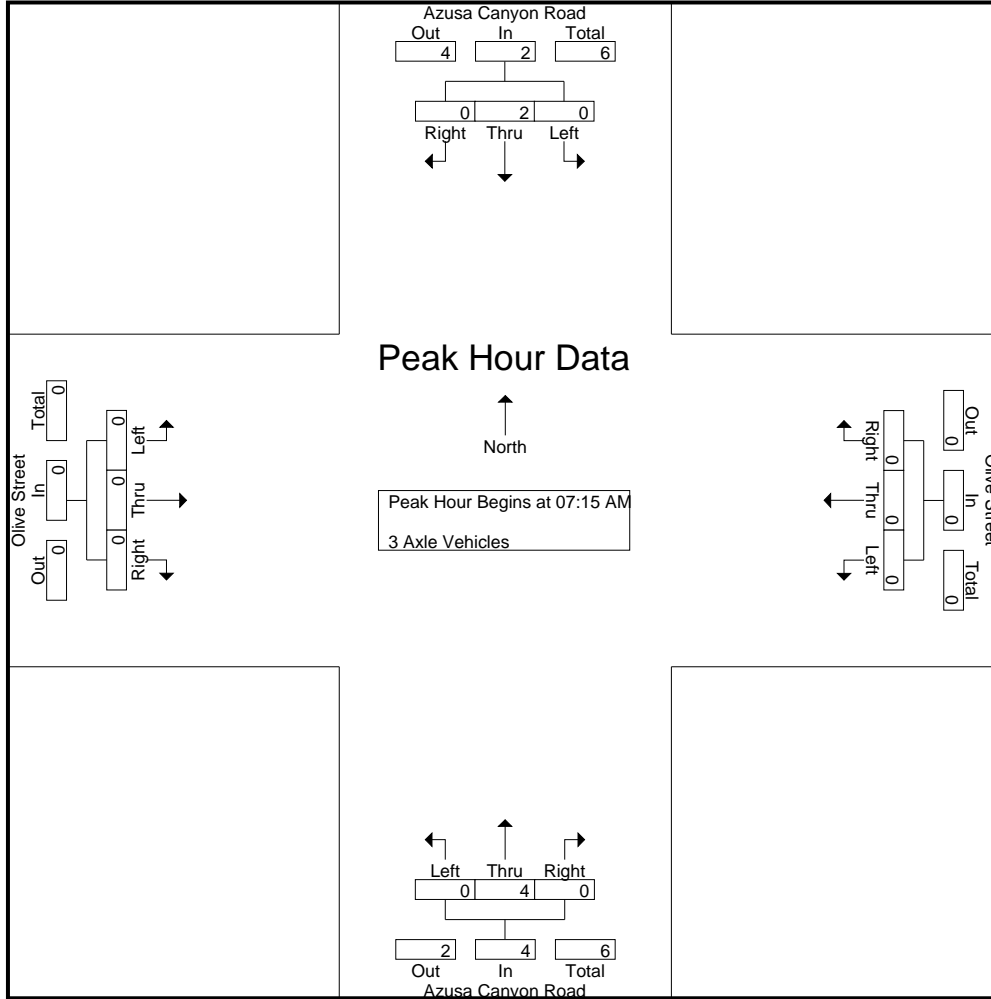 Azusa Canyon Road
Out In Total
4 2 6
0 2 0
Right Thru Left
Peak Hour Data
North
Peak Hour Begins at 07:15 AM
3 Axle Vehicles
Olive Street
Out In Total
0 0 0
0 0 0
Right Thru Left
Olive Street
Out In Total
0 0 0
0 0 0
Right Thru Left
Left Thru Right
0 4 0
2 4 6
Out In Total
Azusa Canyon Road